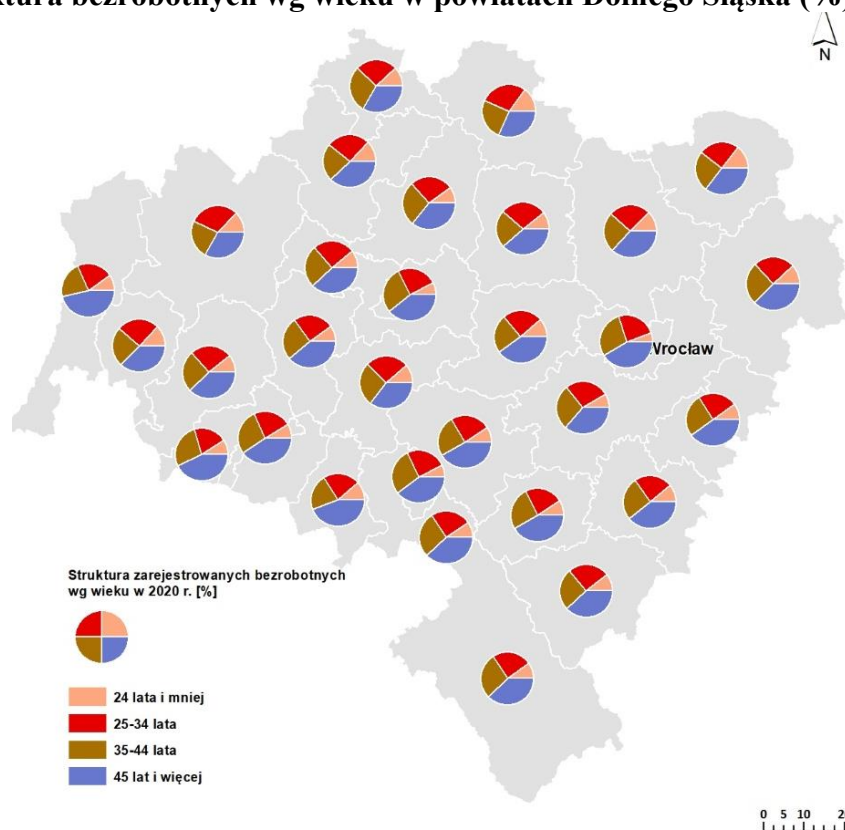 bezrobotnych wg wieku w powiatach Dolnego Śląska (%)
N
Wrocław
Struktura zarejestrowanych bezrobotnych
wg wieku w 2020 r. [%]
24 lata i mniej
25-34 lata
35-44 lata
45 lat i więcej
0 5 10